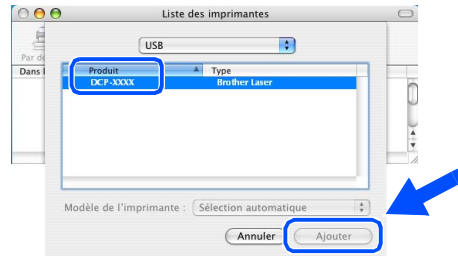 Liste des imprimantes
USB
Par
Dans
Produit Type
DCP-XXXX Brother Laser
Modèle de l'imprimante : Sélection automatique
Annuler Ajouter